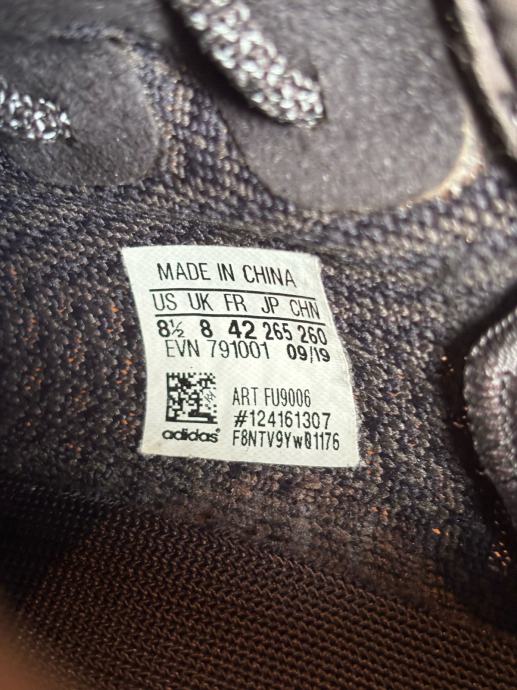 MADE IN CHINA
US UK FR JP CHN
8½ 8 42 265 260
EVN 791001 09/19
ART FU9006
#124161307
adidas F8NTV9YwQ1176